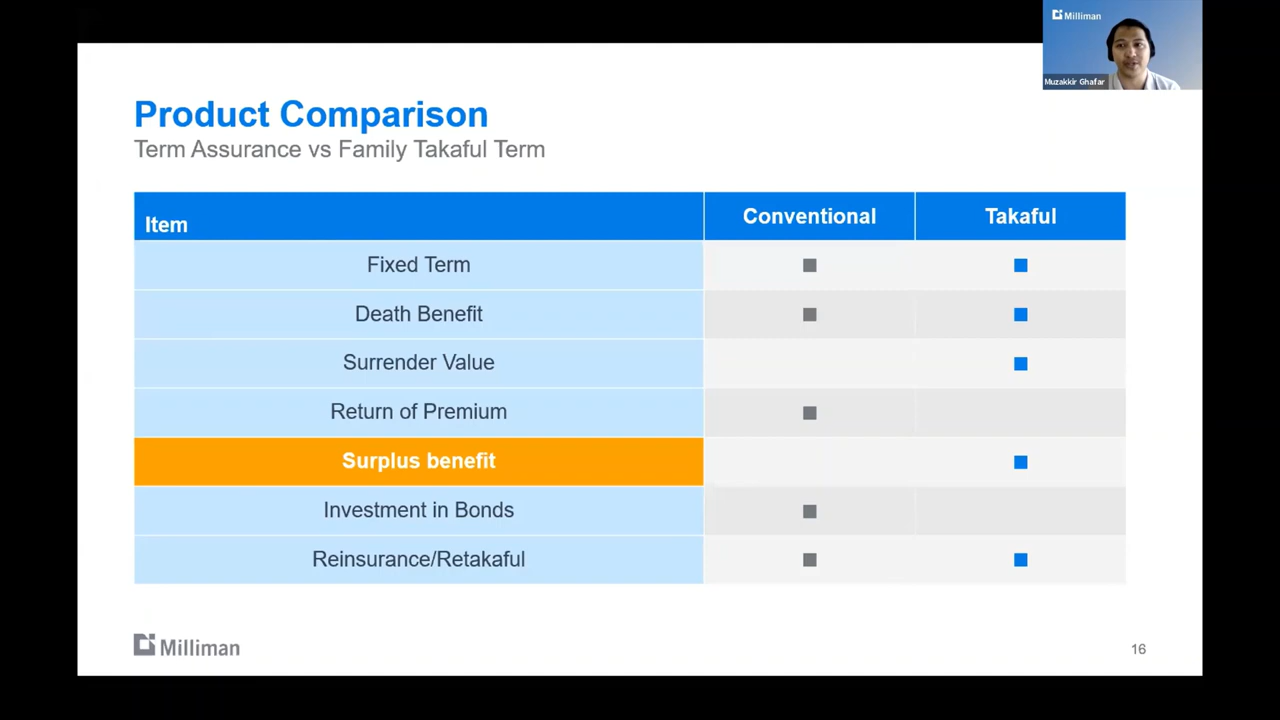 Milliman
Muzakkir Ghafar
Product Comparison
Term Assurance vs Family Takaful Term
Item Conventional Takaful
Fixed Term
Death Benefit
Surrender Value
Return of Premium
Surplus benefit
Investment in Bonds
Reinsurance/Retakaful
Milliman 16